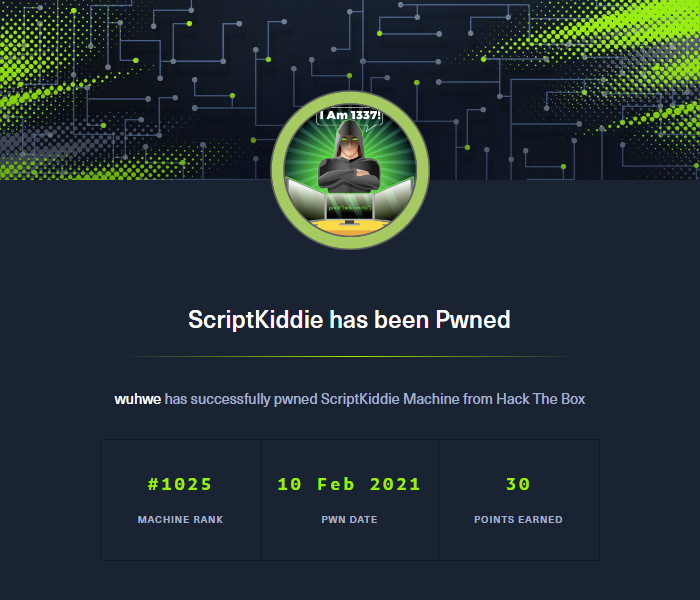 I Am 1337!
ScriptKiddie has been Pwned
wuhwe has successfully pwned ScriptKiddie Machine from Hack The Box
#1025 10 Feb 2021 30
MACHINE RANK PWN DATE POINTS EARNED